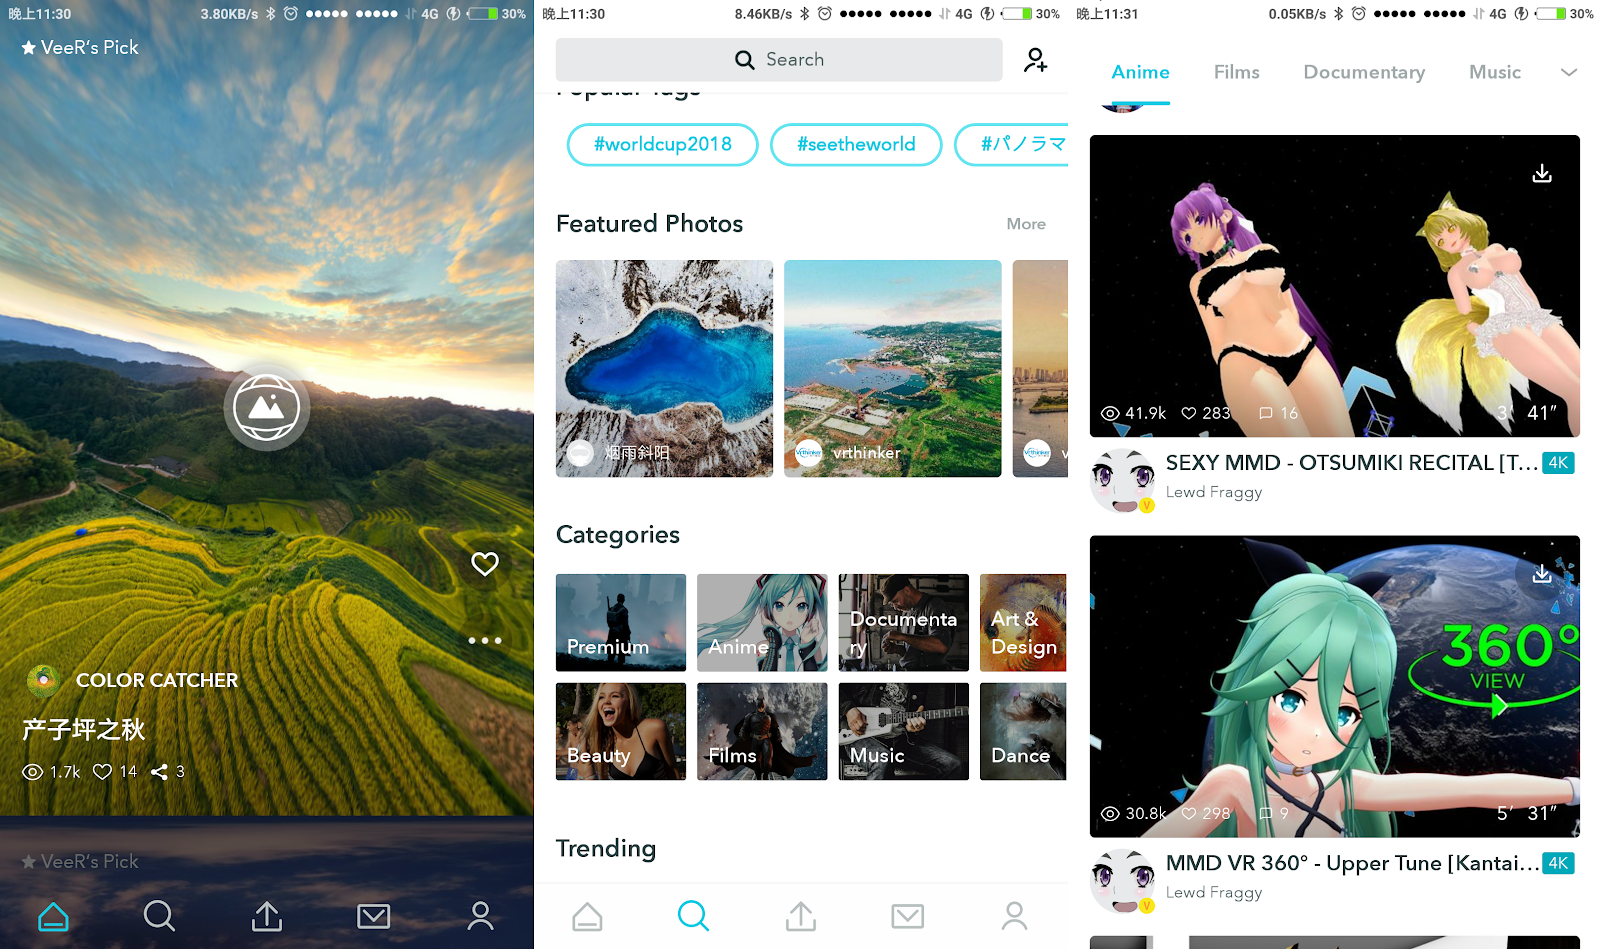 晚上11:30
3.80KB/s
4G
30%
VeeR's Pick
COLOR CATCHER
产子坪之秋
1.7k
14
3
VeeR's Pick
晚上11:30
8.46KB/s
4G
30%
Search
Popular Tags
#worldcup2018
#seetheworld
#パノラマ
Featured Photos
More
烟雨斜阳
vrthinker
Categories
Premium
Anime
Documenta
ry
Art &
Design
Beauty
Films
Music
Dance
Trending
晚上11:31
0.05KB/s
4G
30%
Anime
Films
Documentary
Music
41.9k
283
16
3' 41"
SEXY MMD - OTSUMIKI RECITAL [T...
4K
Lewd Fraggy
360°
VIEW
30.8k
298
9
5' 31"
MMD VR 360° - Upper Tune [Kantai...
4K
Lewd Fraggy